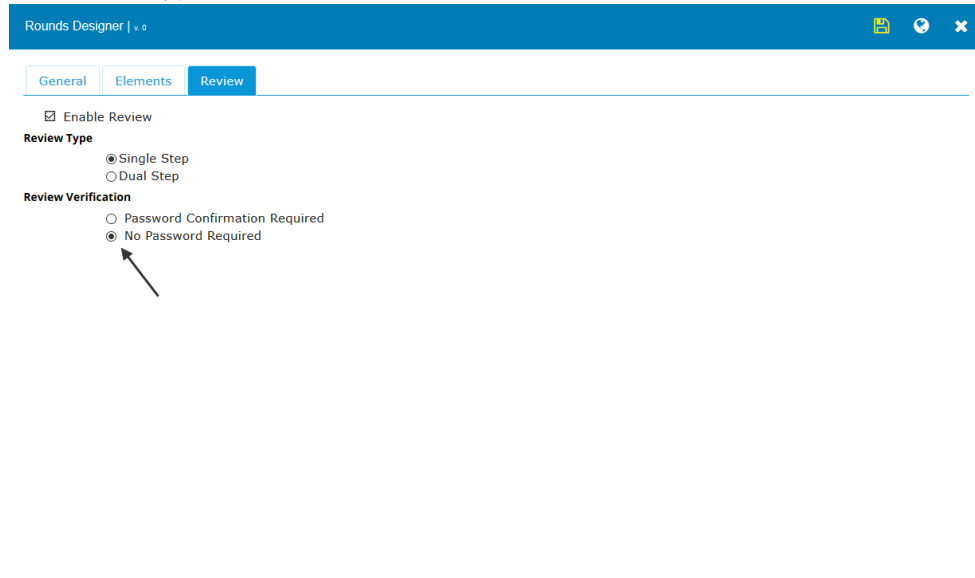 Rounds Designer | v. 0
General Elements Review
Enable Review
Review Type
Single Step
Dual Step
Review Verification
Password Confirmation Required
No Password Required